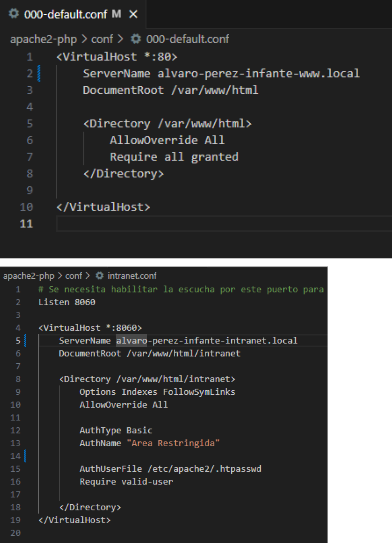 000-default.conf M ×
apache2-php > conf > 000-default.conf
1 <VirtualHost *:80>
2 ServerName alvaro-perez-infante-www.local
3 DocumentRoot /var/www/html
4
5 <Directory /var/www/html>
6 AllowOverride All
7 Require all granted
8 </Directory>
9
10 </VirtualHost>
11
apache2-php > conf > intranet.conf
1 # Se necesita habilitar la escucha por este puerto para
2 Listen 8060
3
4 <VirtualHost *:8060>
5 ServerName alvaro-perez-infante-intranet.local
6 DocumentRoot /var/www/html/intranet
7
8 <Directory /var/www/html/intranet>
9 Options Indexes FollowSymLinks
10 AllowOverride All
11
12 AuthType Basic
13 AuthName "Area Restringida"
14
15 AuthUserFile /etc/apache2/.htpasswd
16 Require valid-user
17
18 </Directory>
19 </VirtualHost>
20